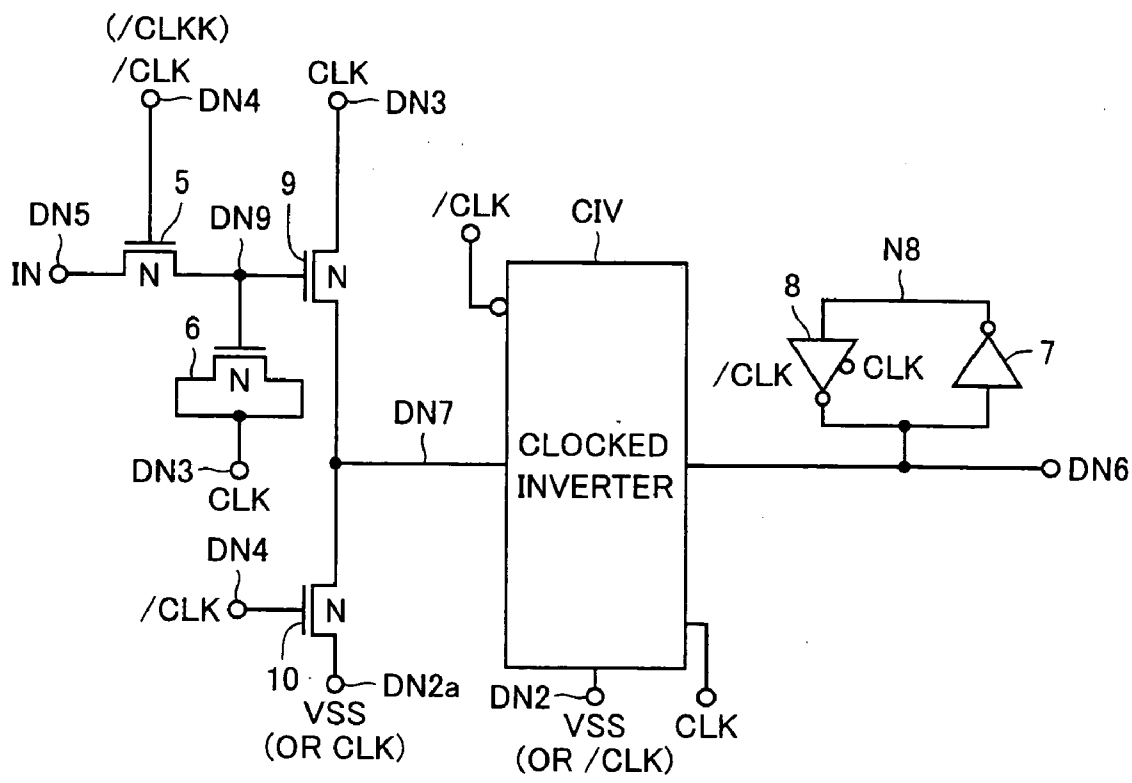 (/CLKK)
/CLK
DN4
CLK
DN3
5
9
DN5
DN9
IN
N
N
6
N
DN3
CLK
DN7
/CLK
CIV
CLOCKED
INVERTER
N8
8
7
/CLK
CLK
DN6
DN4
/CLK
N
10
DN2a
VSS
(OR CLK)
DN2
VSS
(OR /CLK)
CLK